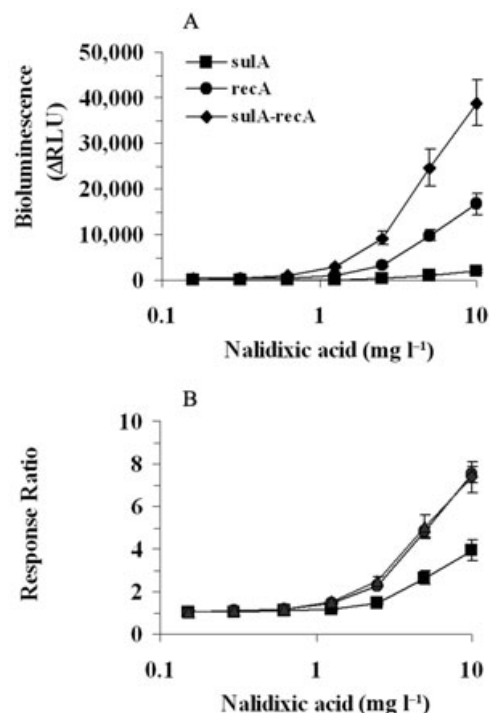 A
Bioluminescence
(ΔRLU)
50,000
40,000
30,000
20,000
10,000
0
sulA
recA
sulA-recA
0.1
1
10
Nalidixic acid (mg l⁻¹)
B
Response Ratio
10
8
6
4
2
0
0.1
1
10
Nalidixic acid (mg l⁻¹)